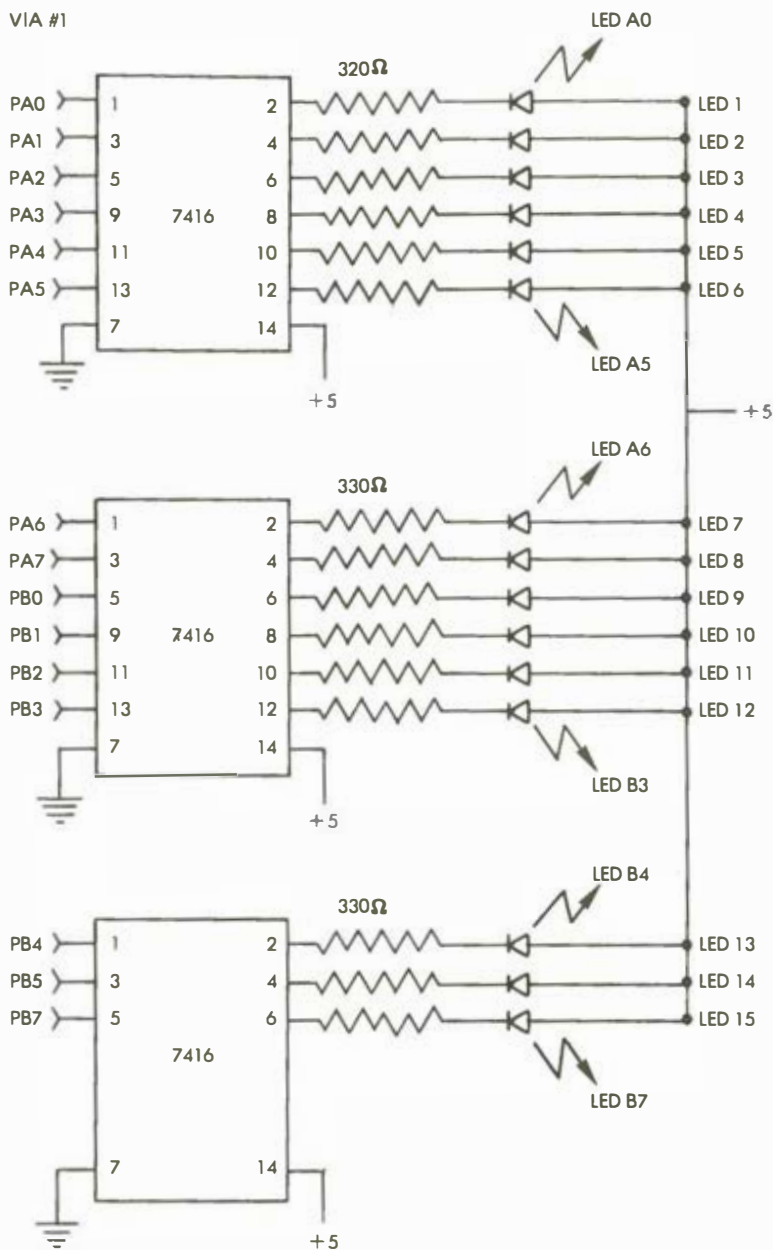 VIA #1
LED A0
320Ω
PA0 1 2 LED 1
PA1 3 4 LED 2
PA2 5 6 LED 3
PA3 9 7416 8 LED 4
PA4 11 10 LED 5
PA5 13 12 LED 6
7 14
LED A5
+5
+5
LED A6
330Ω
PA6 1 2 LED 7
PA7 3 4 LED 8
PB0 5 6 LED 9
PB1 9 7416 8 LED 10
PB2 11 10 LED 11
PB3 13 12 LED 12
7 14
LED B3
+5
LED B4
330Ω
PB4 1 2 LED 13
PB5 3 4 LED 14
PB7 5 6 LED 15
7416
LED B7
7 14
+5